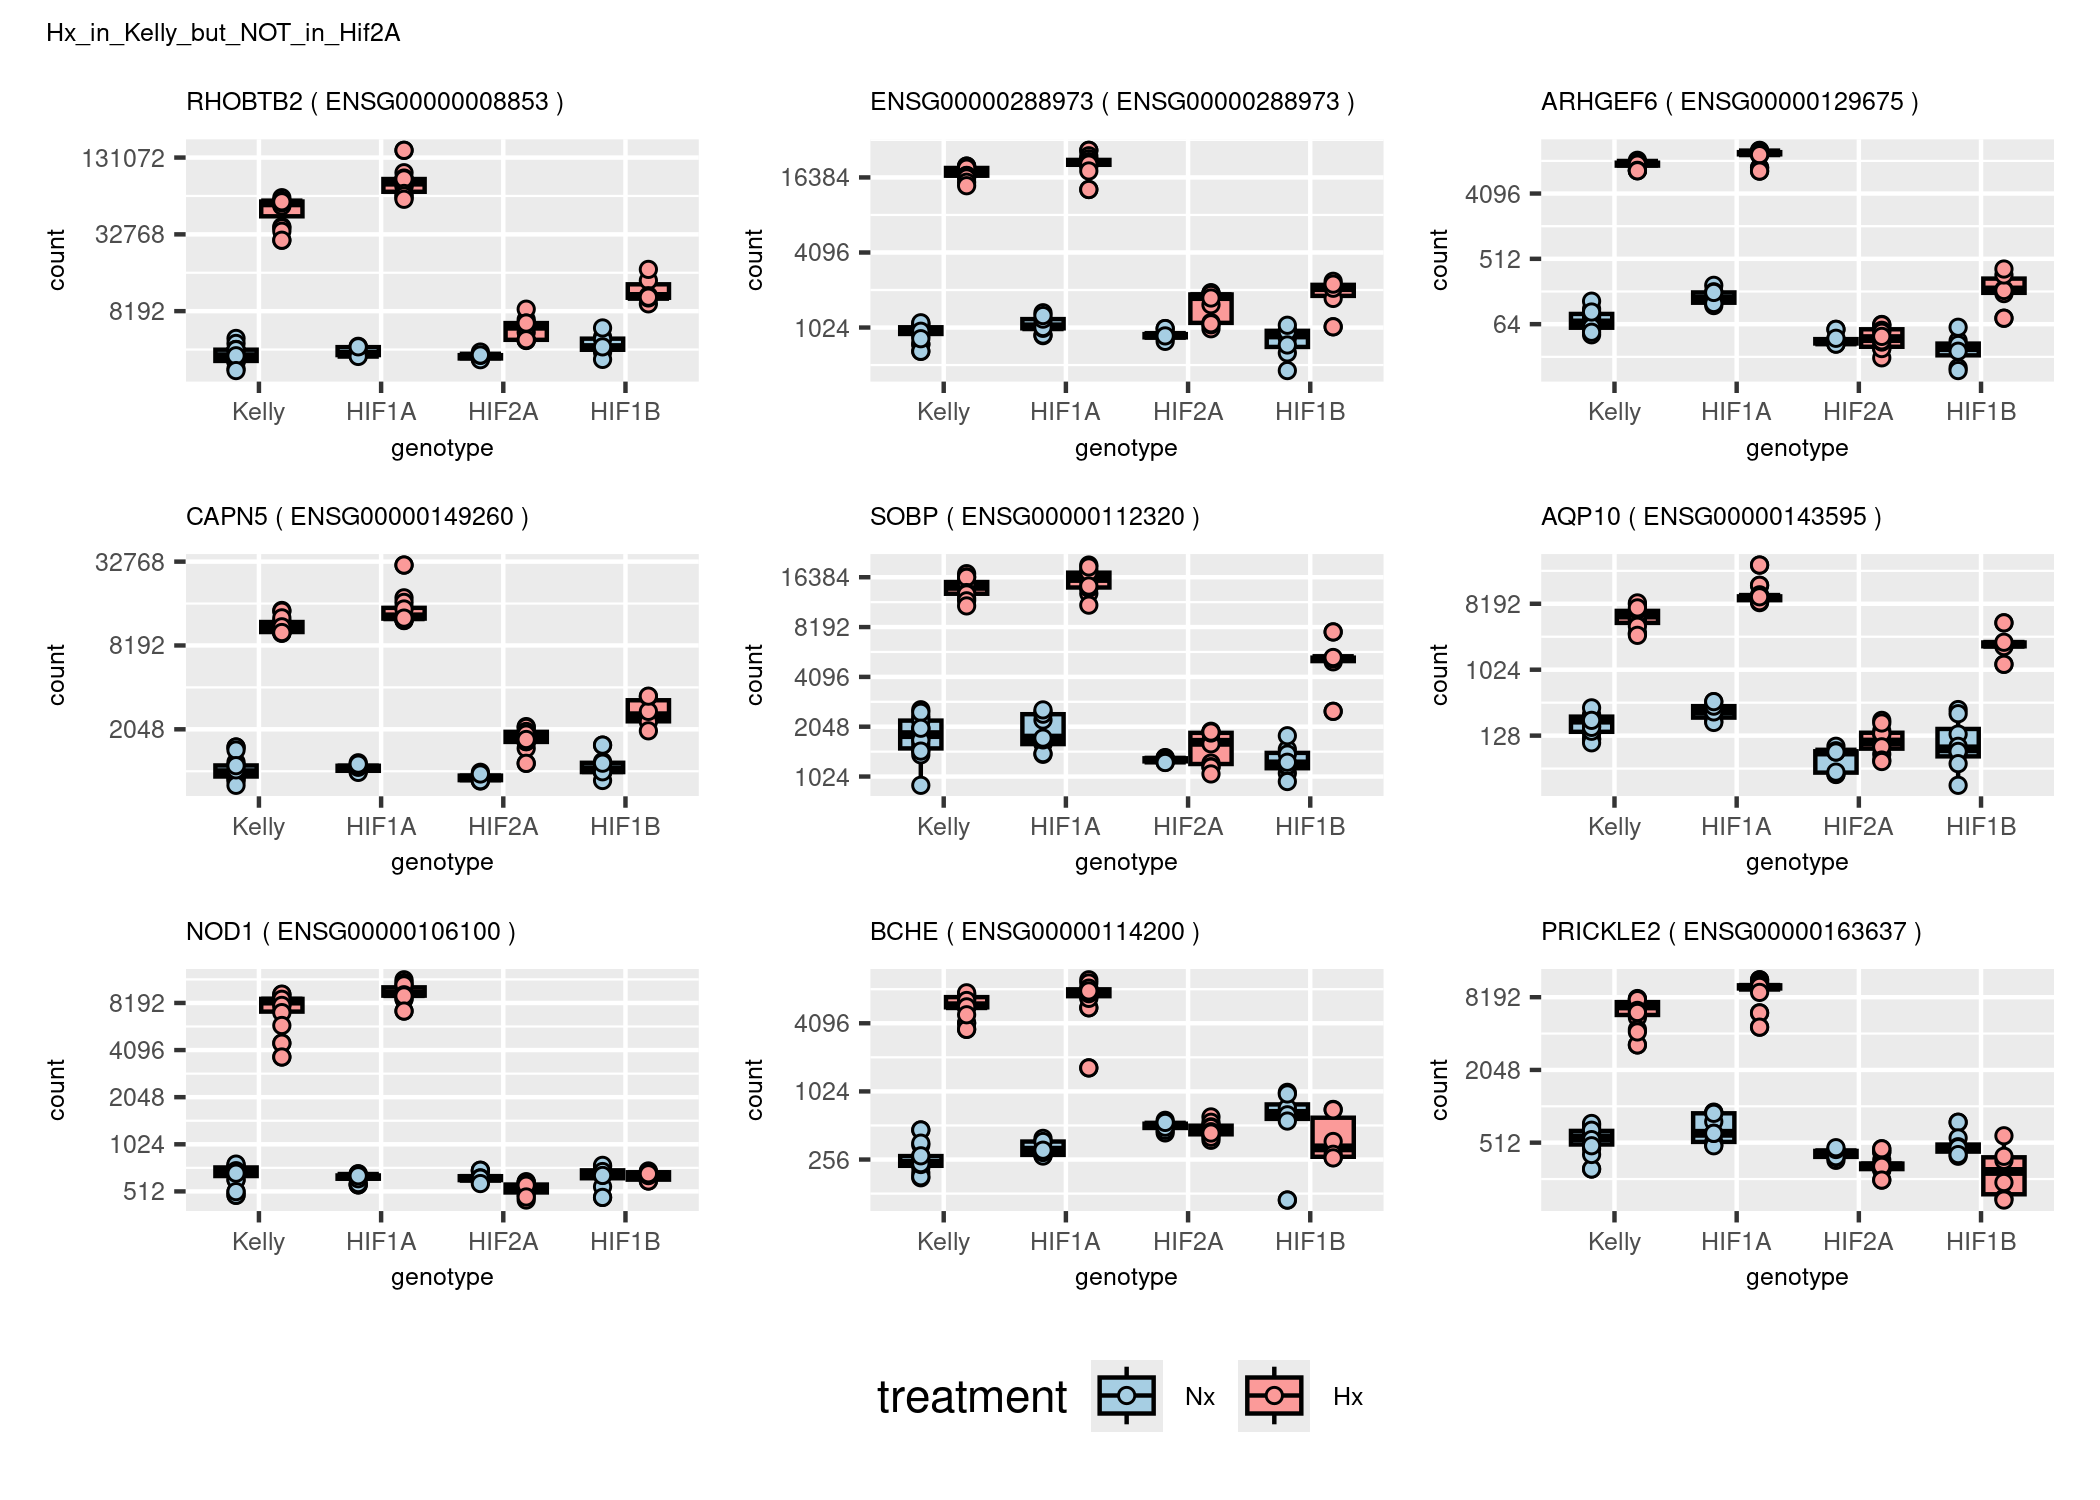 Hx_in_Kelly_but_NOT_in_Hif2A
RHOBTB2 ( ENSG00000008853 )
131072
32768
8192
count
Kelly HIF1A HIF2A HIF1B
genotype
ENSG00000288973 ( ENSG00000288973 )
16384
4096
1024
count
Kelly HIF1A HIF2A HIF1B
genotype
ARHGEF6 ( ENSG00000129675 )
4096
512
64
count
Kelly HIF1A HIF2A HIF1B
genotype
CAPN5 ( ENSG00000149260 )
32768
8192
2048
count
Kelly HIF1A HIF2A HIF1B
genotype
SOBP ( ENSG00000112320 )
16384
8192
4096
2048
1024
count
Kelly HIF1A HIF2A HIF1B
genotype
AQP10 ( ENSG00000143595 )
8192
1024
128
count
Kelly HIF1A HIF2A HIF1B
genotype
NOD1 ( ENSG00000106100 )
8192
4096
2048
1024
512
count
Kelly HIF1A HIF2A HIF1B
genotype
BCHE ( ENSG00000114200 )
4096
1024
256
count
Kelly HIF1A HIF2A HIF1B
genotype
PRICKLE2 ( ENSG00000163637 )
8192
2048
512
count
Kelly HIF1A HIF2A HIF1B
genotype
treatment Nx Hx